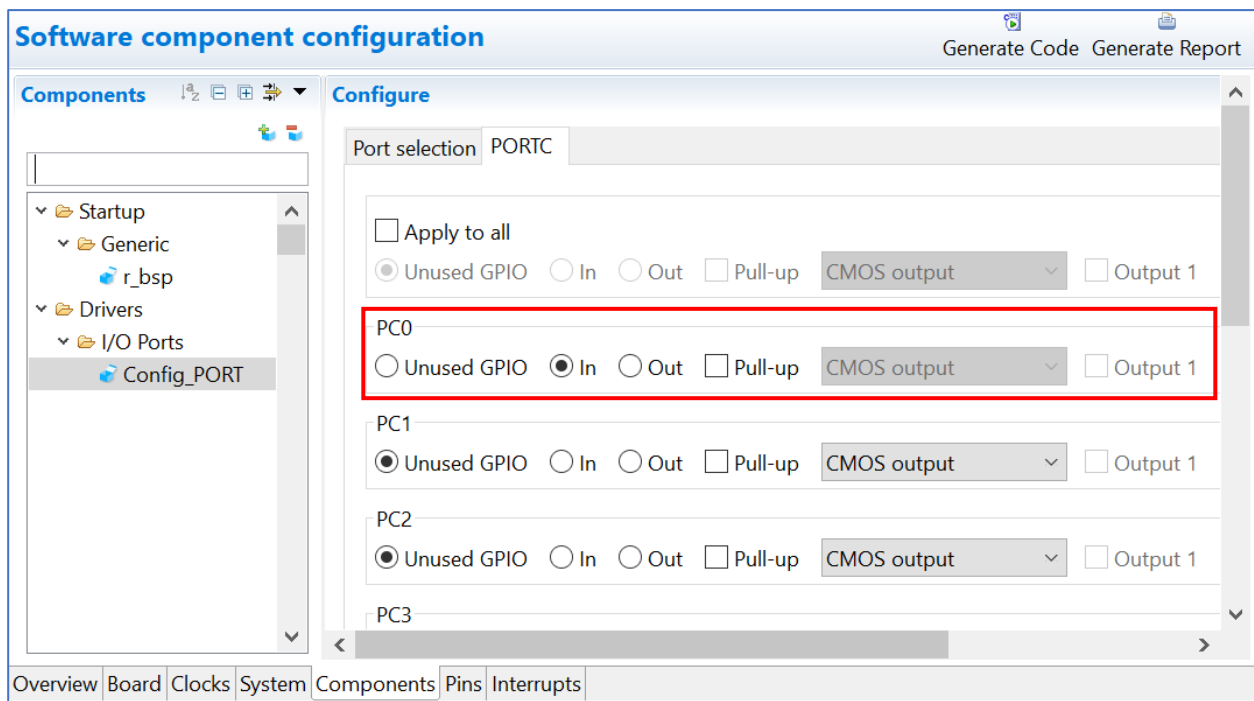 Software component configuration
Generate Code Generate Report
Components
Configure
Port selection PORTC
Startup
Generic
r_bsp
Drivers
I/O Ports
Config_PORT
Apply to all
Unused GPIO In Out Pull-up CMOS output Output 1
PC0
Unused GPIO In Out Pull-up CMOS output Output 1
PC1
Unused GPIO In Out Pull-up CMOS output Output 1
PC2
Unused GPIO In Out Pull-up CMOS output Output 1
PC3
Overview Board Clocks System Components Pins Interrupts